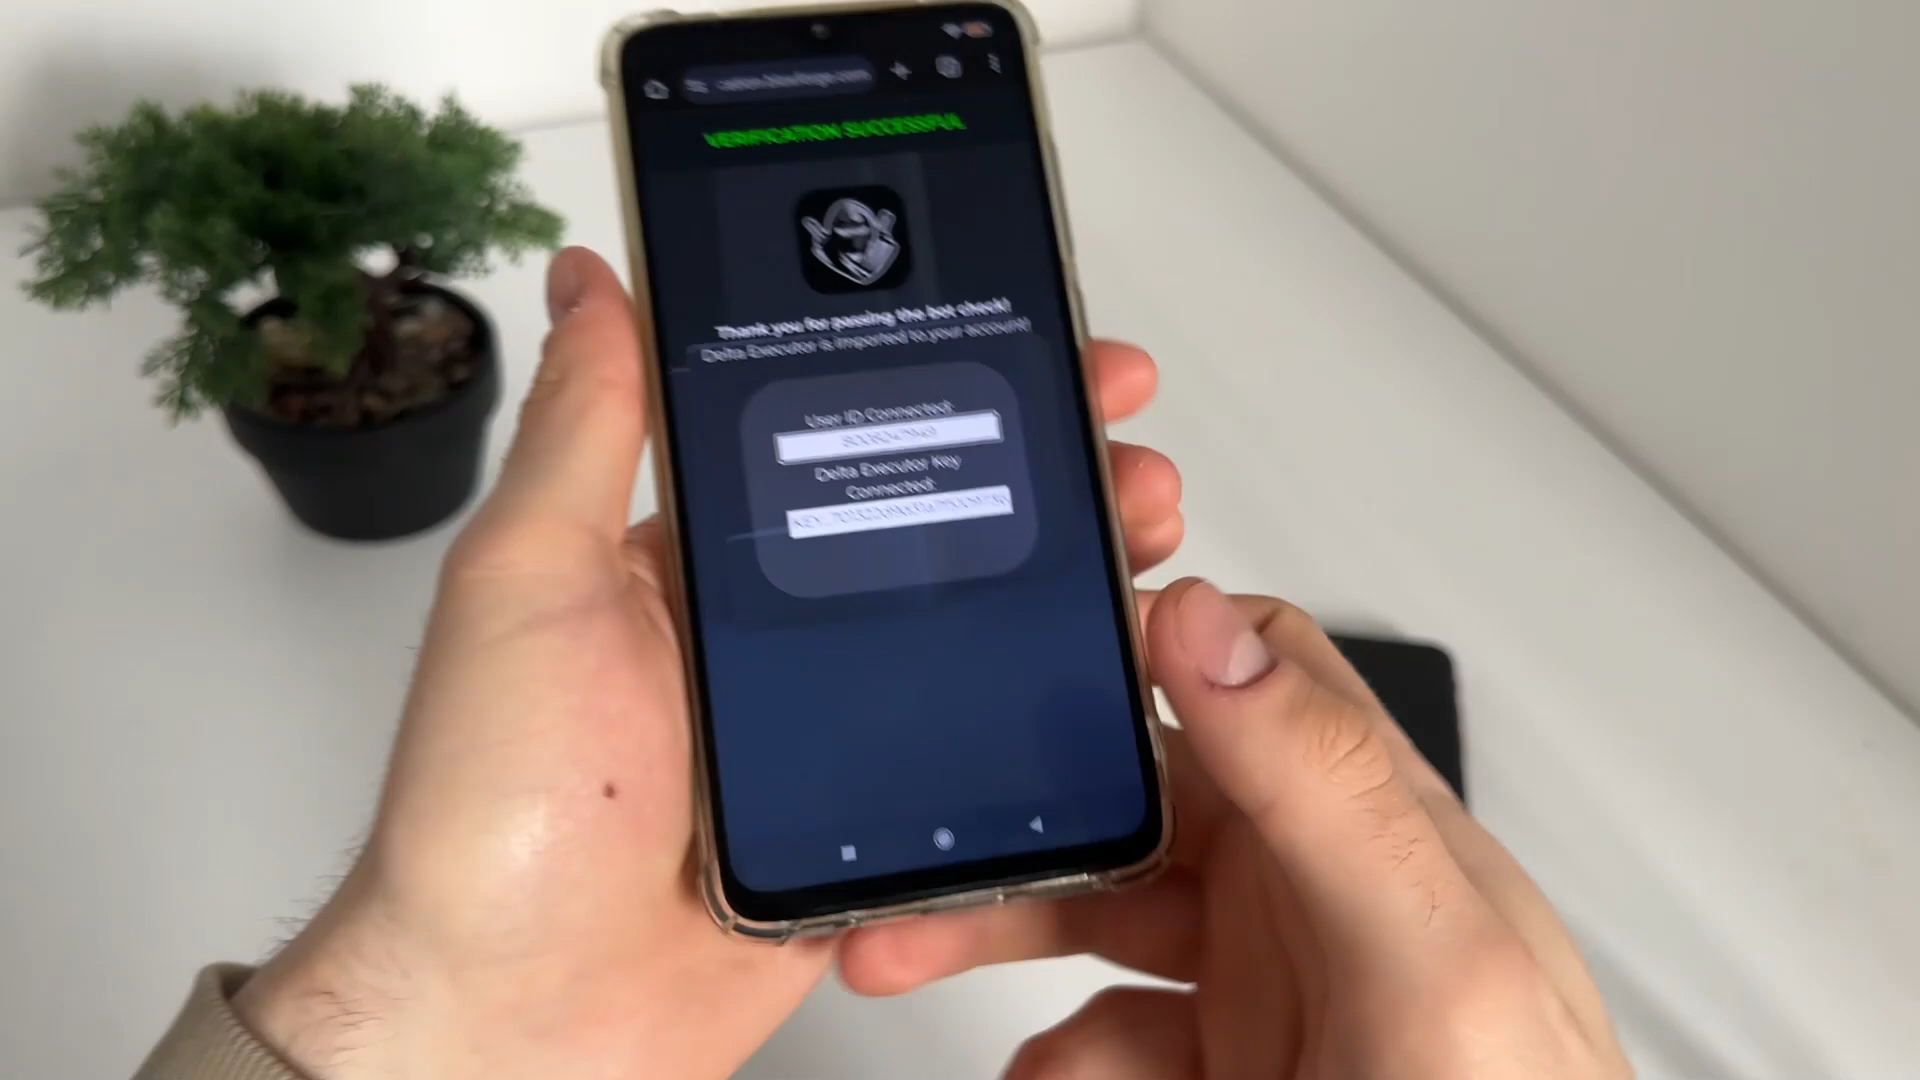 VERIFICATION SUCCESSFUL
Thank you for passing the bot check!
Delta Executor is imported to your account!
User ID Connected:
Delta Executor Key
Connected: